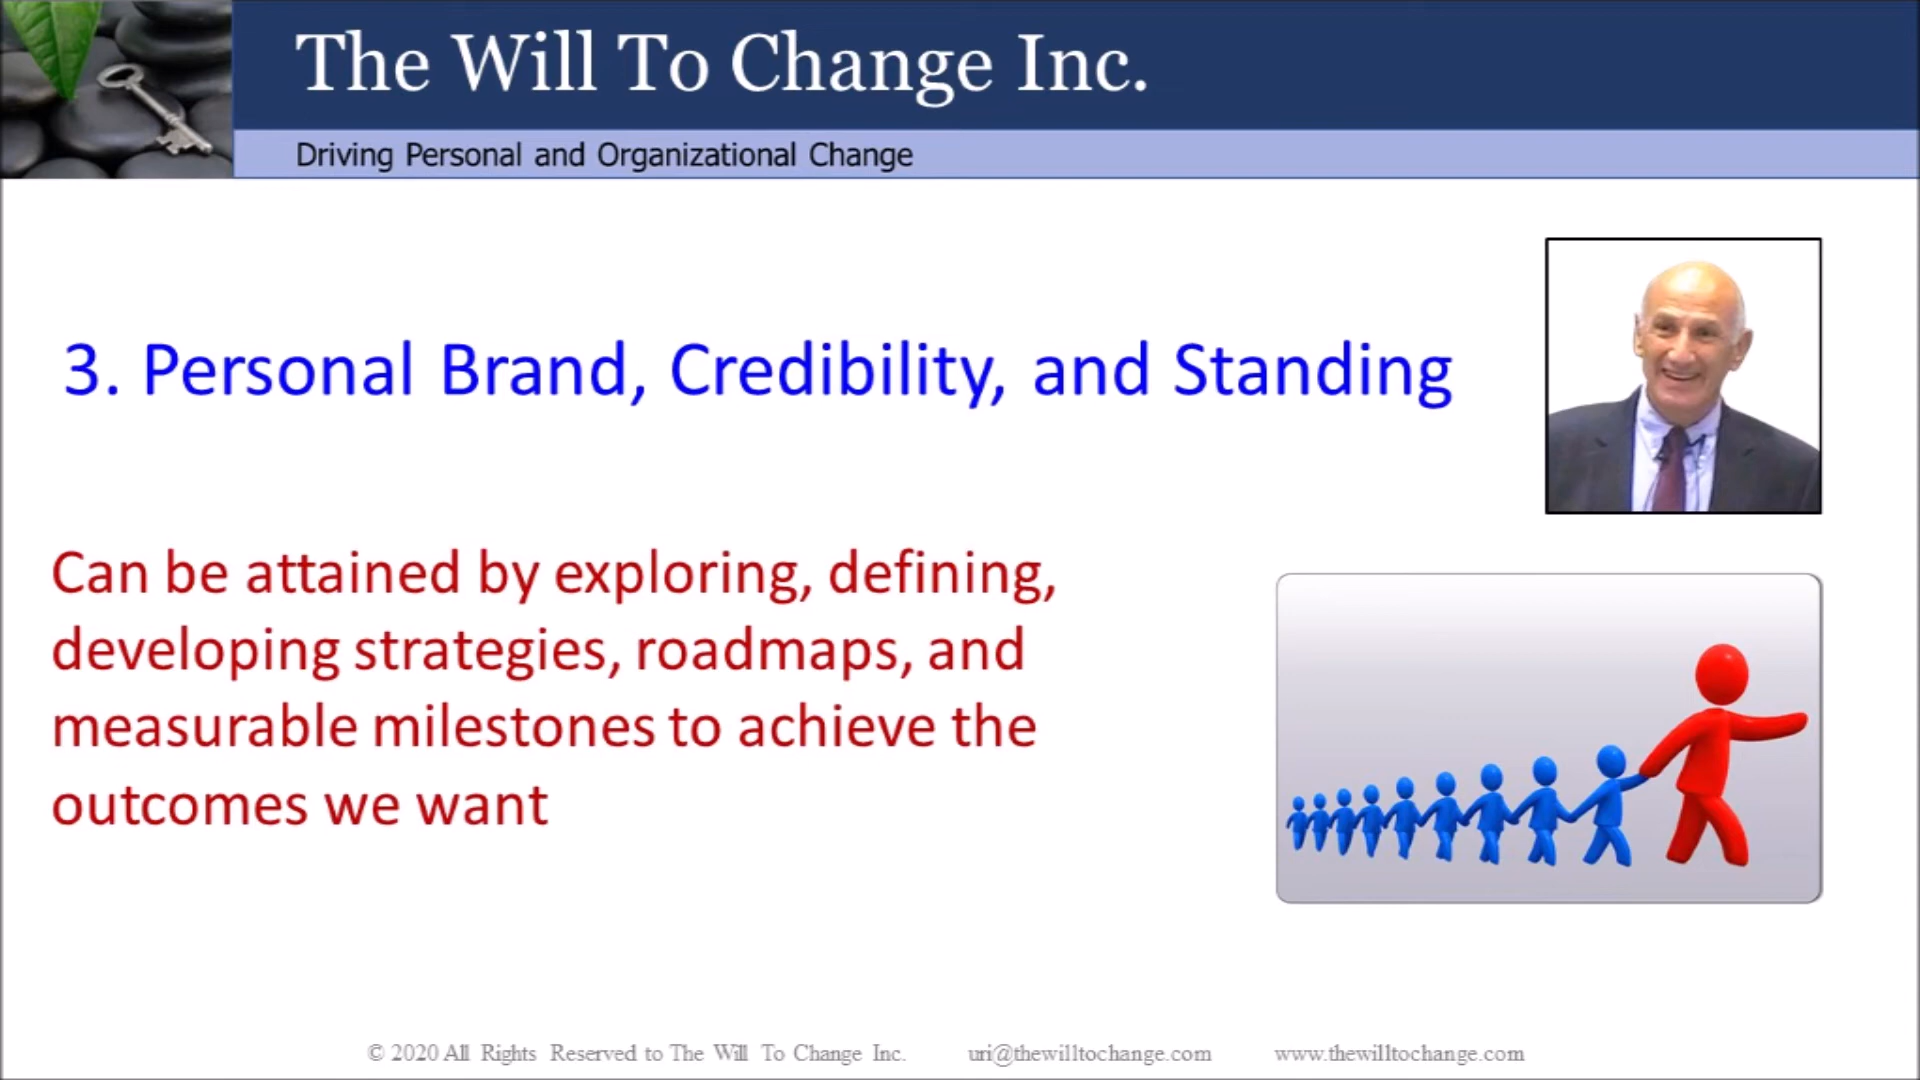 The Will To Change Inc.
Driving Personal and Organizational Change
3. Personal Brand, Credibility, and Standing
Can be attained by exploring, defining,
developing strategies, roadmaps, and
measurable milestones to achieve the
outcomes we want
© 2020 All Rights Reserved to The Will To Change Inc. uri@thewilltochange.com www.thewilltochange.com